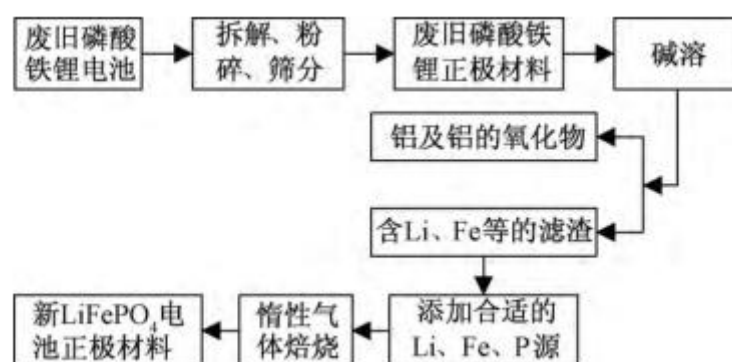 废旧磷酸
铁锂电池
拆解、粉
碎、筛分
废旧磷酸铁
锂正极材料
碱溶
铝及铝的氧化物
含Li、Fe等的滤渣
添加合适的
Li、Fe、P源
惰性气
体焙烧
新LiFePO₄电
池正极材料